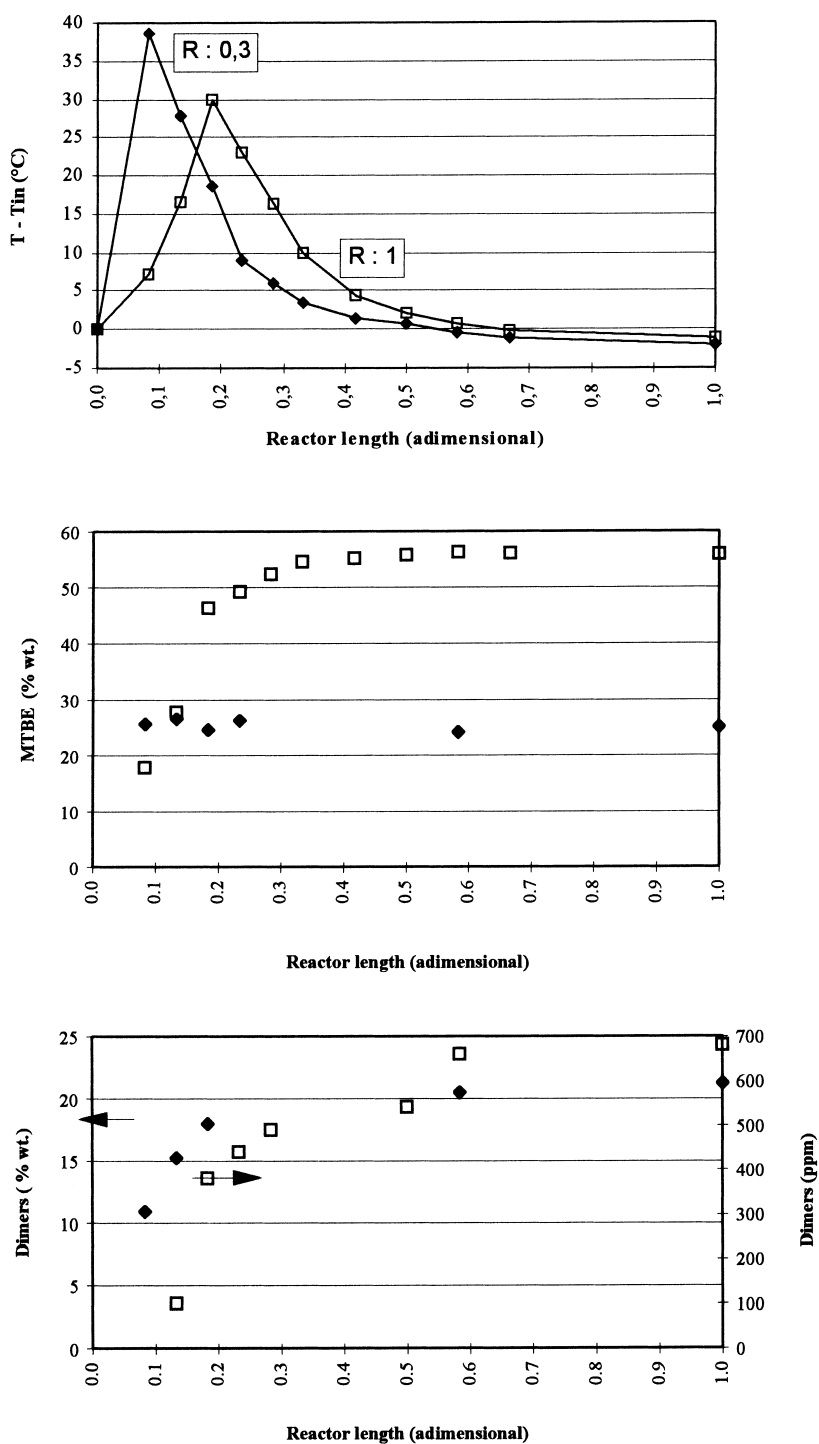 40
35
30
25
20
15
10
5
0
-5
T - Tin (°C)
R : 0,3
R : 1
0,0 0,1 0,2 0,3 0,4 0,5 0,6 0,7 0,8 0,9 1,0
Reactor length (adimensional)
60
50
40
30
20
10
0
MTBE (% wt.)
0.0 0.1 0.2 0.3 0.4 0.5 0.6 0.7 0.8 0.9 1.0
Reactor length (adimensional)
25
20
15
10
5
0
Dimers ( % wt.)
700
600
500
400
300
200
100
0
Dimers (ppm)
0.0 0.1 0.2 0.3 0.4 0.5 0.6 0.7 0.8 0.9 1.0
Reactor length (adimensional)